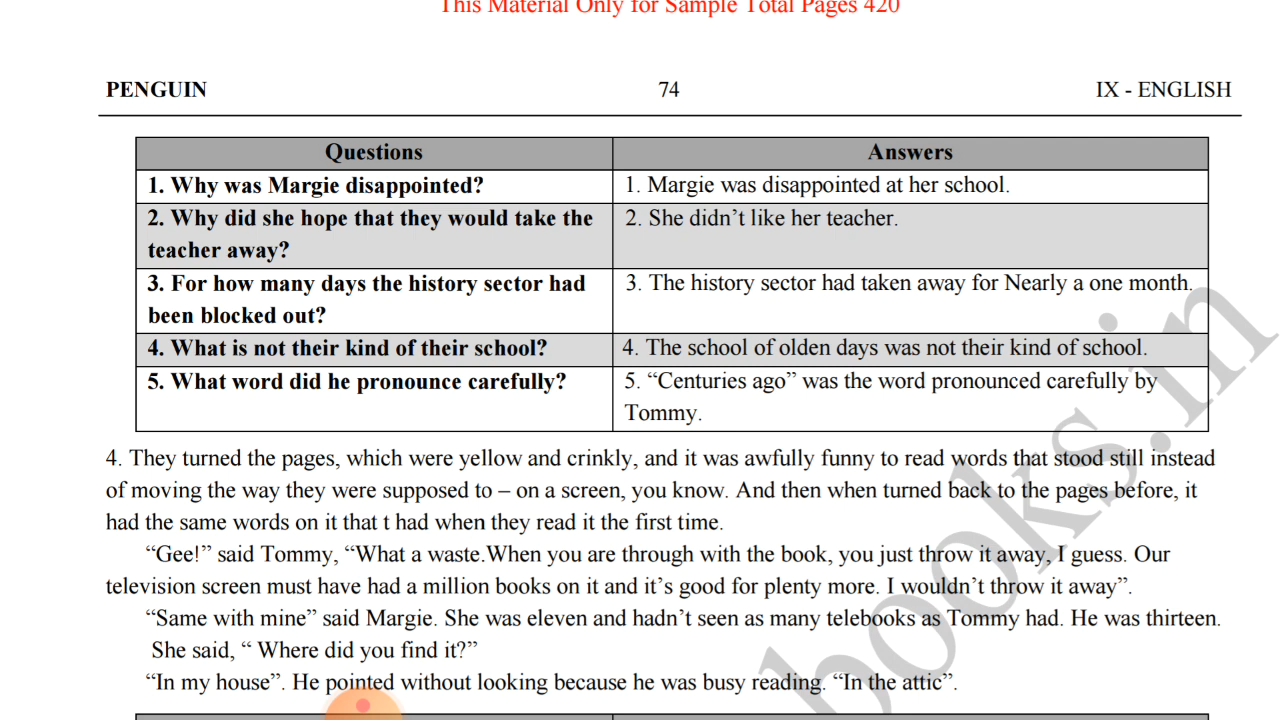 This Material Only for Sample Total Pages 420
PENGUIN 74 IX - ENGLISH
Questions Answers
1. Why was Margie disappointed? 1. Margie was disappointed at her school.
2. Why did she hope that they would take the 2. She didn’t like her teacher.
teacher away?
3. For how many days the history sector had 3. The history sector had taken away for Nearly a one month.
been blocked out?
4. What is not their kind of their school? 4. The school of olden days was not their kind of school.
5. What word did he pronounce carefully? 5. “Centuries ago” was the word pronounced carefully by
Tommy.
4. They turned the pages, which were yellow and crinkly, and it was awfully funny to read words that stood still instead
of moving the way they were supposed to – on a screen, you know. And then when turned back to the pages before, it
had the same words on it that t had when they read it the first time.
“Gee!” said Tommy, “What a waste.When you are through with the book, you just throw it away, I guess. Our
television screen must have had a million books on it and it’s good for plenty more. I wouldn’t throw it away”.
“Same with mine” said Margie. She was eleven and hadn’t seen as many telebooks as Tommy had. He was thirteen.
She said, “ Where did you find it?”
“In my house”. He pointed without looking because he was busy reading. “In the attic”.
books.in